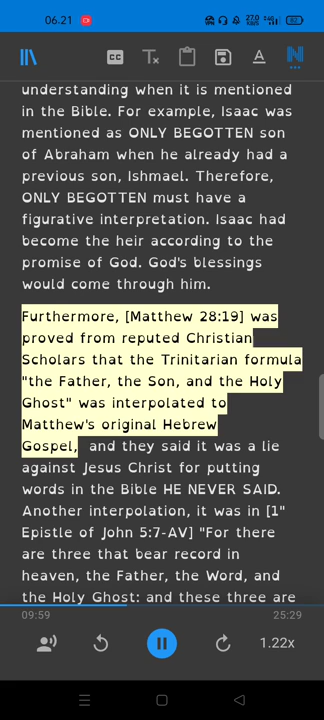 06.21
27.0 KB/S
62
CC
T
A
N
understanding when it is mentioned
in the Bible. For example, Isaac was
mentioned as ONLY BEGOTTEN son
of Abraham when he already had a
previous son, Ishmael. Therefore,
ONLY BEGOTTEN must have a
figurative interpretation. Isaac had
become the heir according to the
promise of God. God's blessings
would come through him.
Furthermore, [Matthew 28:19] was
proved from reputed Christian
Scholars that the Trinitarian formula
"the Father, the Son, and the Holy
Ghost" was interpolated to
Matthew's original Hebrew
Gospel, and they said it was a lie
against Jesus Christ for putting
words in the Bible HE NEVER SAID.
Another interpolation, it was in [1"
Epistle of John 5:7-AV] "For there
are three that bear record in
heaven, the Father, the Word, and
the Holy Ghost: and these three are
09:59
25:29
1.22x